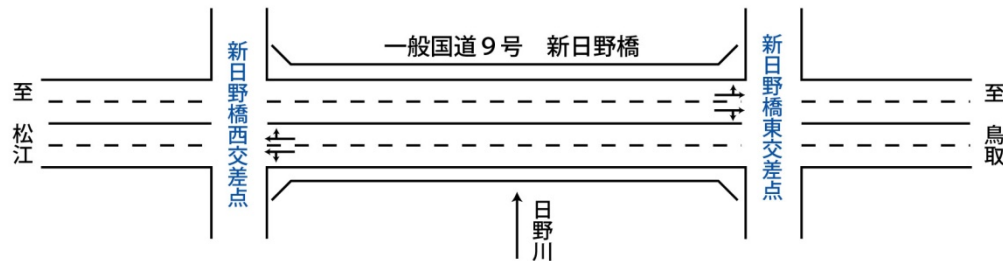 一般国道９号　新日野橋
至　松江
新日野橋西交差点
新日野橋東交差点
至　鳥取
日野川